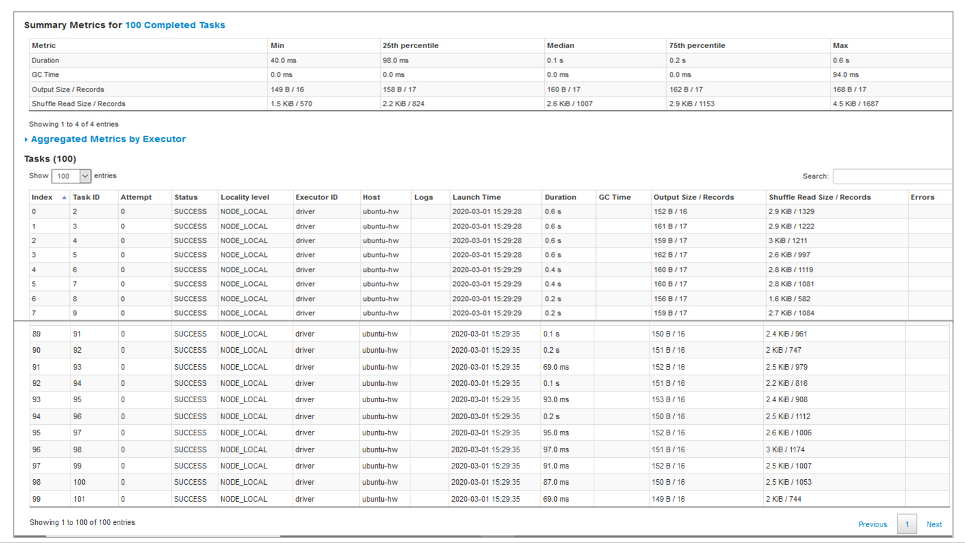 Summary Metrics for 100 Completed Tasks
Metric Min 25th percentile Median 75th percentile Max
Duration 40.0 ms 98.0 ms 0.1 s 0.2 s 0.6 s
GC Time 0.0 ms 0.0 ms 0.0 ms 0.0 ms 94.0 ms
Output Size / Records 149 B / 16 158 B / 17 160 B / 17 162 B / 17 168 B / 17
Shuffle Read Size / Records 1.5 KiB / 570 2.2 KiB / 824 2.6 KiB / 1007 2.9 KiB / 1153 4.5 KiB / 1687
Showing 1 to 4 of 4 entries
Aggregated Metrics by Executor
Tasks (100)
Show 100 entries Search:
Index Task ID Attempt Status Locality level Executor ID Host Logs Launch Time Duration GC Time Output Size / Records Shuffle Read Size / Records Errors
0 2 0 SUCCESS NODE_LOCAL driver ubuntu-hw 2020-03-01 15:29:28 0.6 s 152 B / 16 2.9 KiB / 1329
1 3 0 SUCCESS NODE_LOCAL driver ubuntu-hw 2020-03-01 15:29:28 0.6 s 161 B / 17 2.9 KiB / 1222
2 4 0 SUCCESS NODE_LOCAL driver ubuntu-hw 2020-03-01 15:29:28 0.6 s 159 B / 17 3 KiB / 1211
3 5 0 SUCCESS NODE_LOCAL driver ubuntu-hw 2020-03-01 15:29:28 0.6 s 162 B / 17 2.6 KiB / 997
4 6 0 SUCCESS NODE_LOCAL driver ubuntu-hw 2020-03-01 15:29:29 0.4 s 160 B / 17 2.8 KiB / 1119
5 7 0 SUCCESS NODE_LOCAL driver ubuntu-hw 2020-03-01 15:29:29 0.4 s 160 B / 17 2.8 KiB / 1081
6 8 0 SUCCESS NODE_LOCAL driver ubuntu-hw 2020-03-01 15:29:29 0.2 s 156 B / 17 1.6 KiB / 582
7 9 0 SUCCESS NODE_LOCAL driver ubuntu-hw 2020-03-01 15:29:29 0.2 s 159 B / 17 2.7 KiB / 1084
89 91 0 SUCCESS NODE_LOCAL driver ubuntu-hw 2020-03-01 15:29:35 0.1 s 150 B / 16 2.4 KiB / 961
90 92 0 SUCCESS NODE_LOCAL driver ubuntu-hw 2020-03-01 15:29:35 0.2 s 151 B / 16 2 KiB / 747
91 93 0 SUCCESS NODE_LOCAL driver ubuntu-hw 2020-03-01 15:29:35 69.0 ms 152 B / 16 2.5 KiB / 979
92 94 0 SUCCESS NODE_LOCAL driver ubuntu-hw 2020-03-01 15:29:35 0.1 s 151 B / 16 2.2 KiB / 816
93 95 0 SUCCESS NODE_LOCAL driver ubuntu-hw 2020-03-01 15:29:35 93.0 ms 153 B / 16 2.4 KiB / 908
94 96 0 SUCCESS NODE_LOCAL driver ubuntu-hw 2020-03-01 15:29:35 0.2 s 150 B / 16 2.5 KiB / 1112
95 97 0 SUCCESS NODE_LOCAL driver ubuntu-hw 2020-03-01 15:29:35 95.0 ms 152 B / 16 2.6 KiB / 1006
96 98 0 SUCCESS NODE_LOCAL driver ubuntu-hw 2020-03-01 15:29:35 97.0 ms 151 B / 16 3 KiB / 1174
97 99 0 SUCCESS NODE_LOCAL driver ubuntu-hw 2020-03-01 15:29:35 91.0 ms 152 B / 16 2.5 KiB / 1007
98 100 0 SUCCESS NODE_LOCAL driver ubuntu-hw 2020-03-01 15:29:35 87.0 ms 150 B / 16 2.5 KiB / 1053
99 101 0 SUCCESS NODE_LOCAL driver ubuntu-hw 2020-03-01 15:29:35 69.0 ms 149 B / 16 2 KiB / 744
Showing 1 to 100 of 100 entries Previous 1 Next